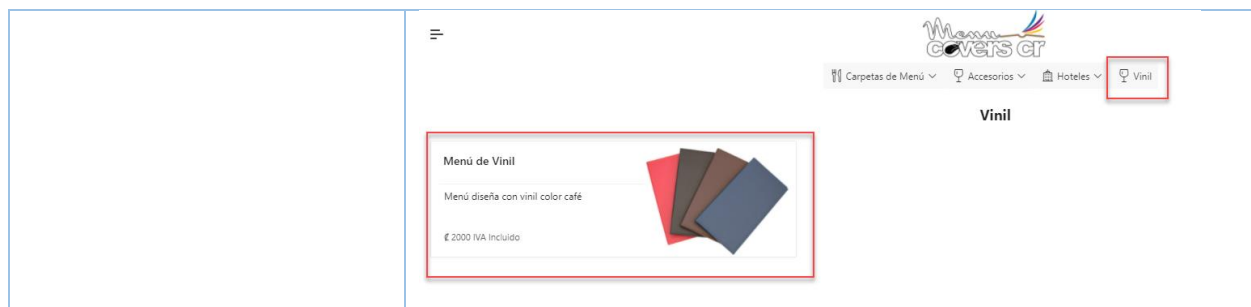 Menu
covers cr
Carpetas de Menú Accesorios Hoteles Vinil
Vinil
Menú de Vinil
Menú diseña con vinil color café
₡ 2000 IVA Incluido